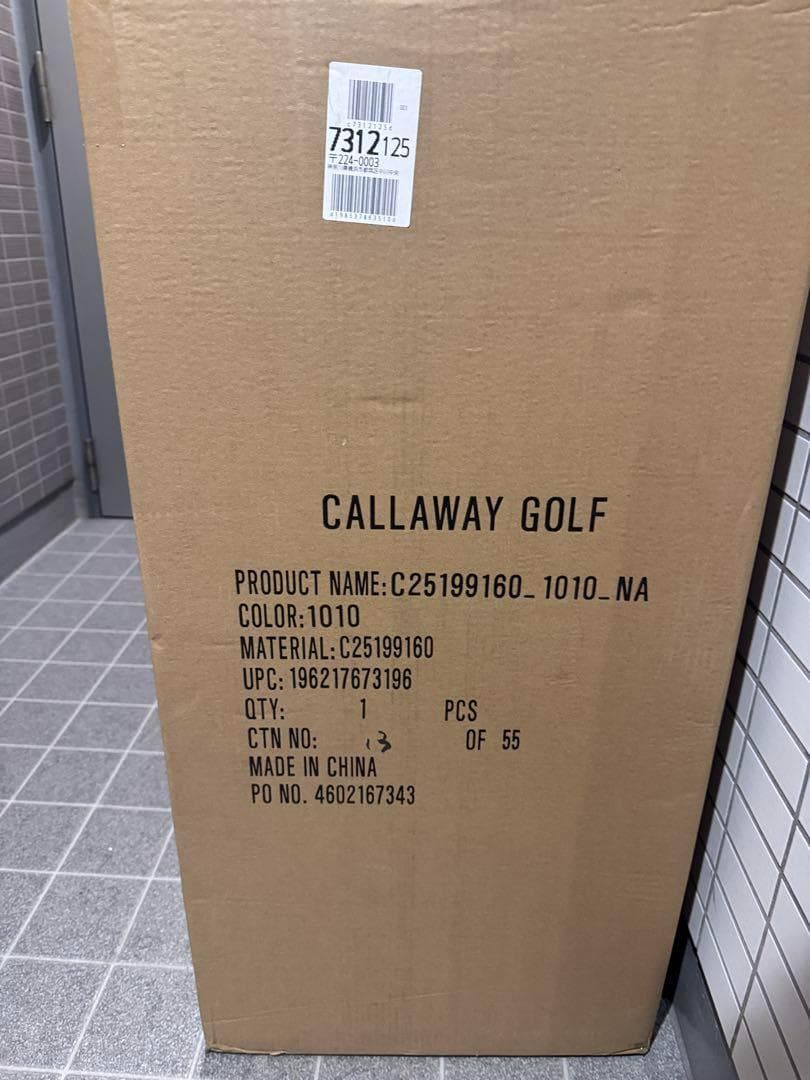 7312125
〒224-0003
CALLAWAY GOLF
PRODUCT NAME:C25199160_1010_NA
COLOR:1010
MATERIAL:C25199160
UPC: 196217673196
QTY: 1 PCS
CTN NO: 13 OF 55
MADE IN CHINA
PO NO. 4602167343